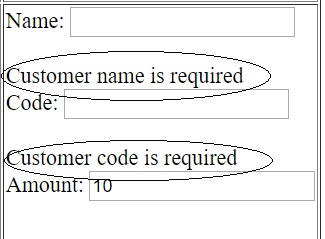 Name:
Customer name is required
Code:
Customer code is required
Amount: 10